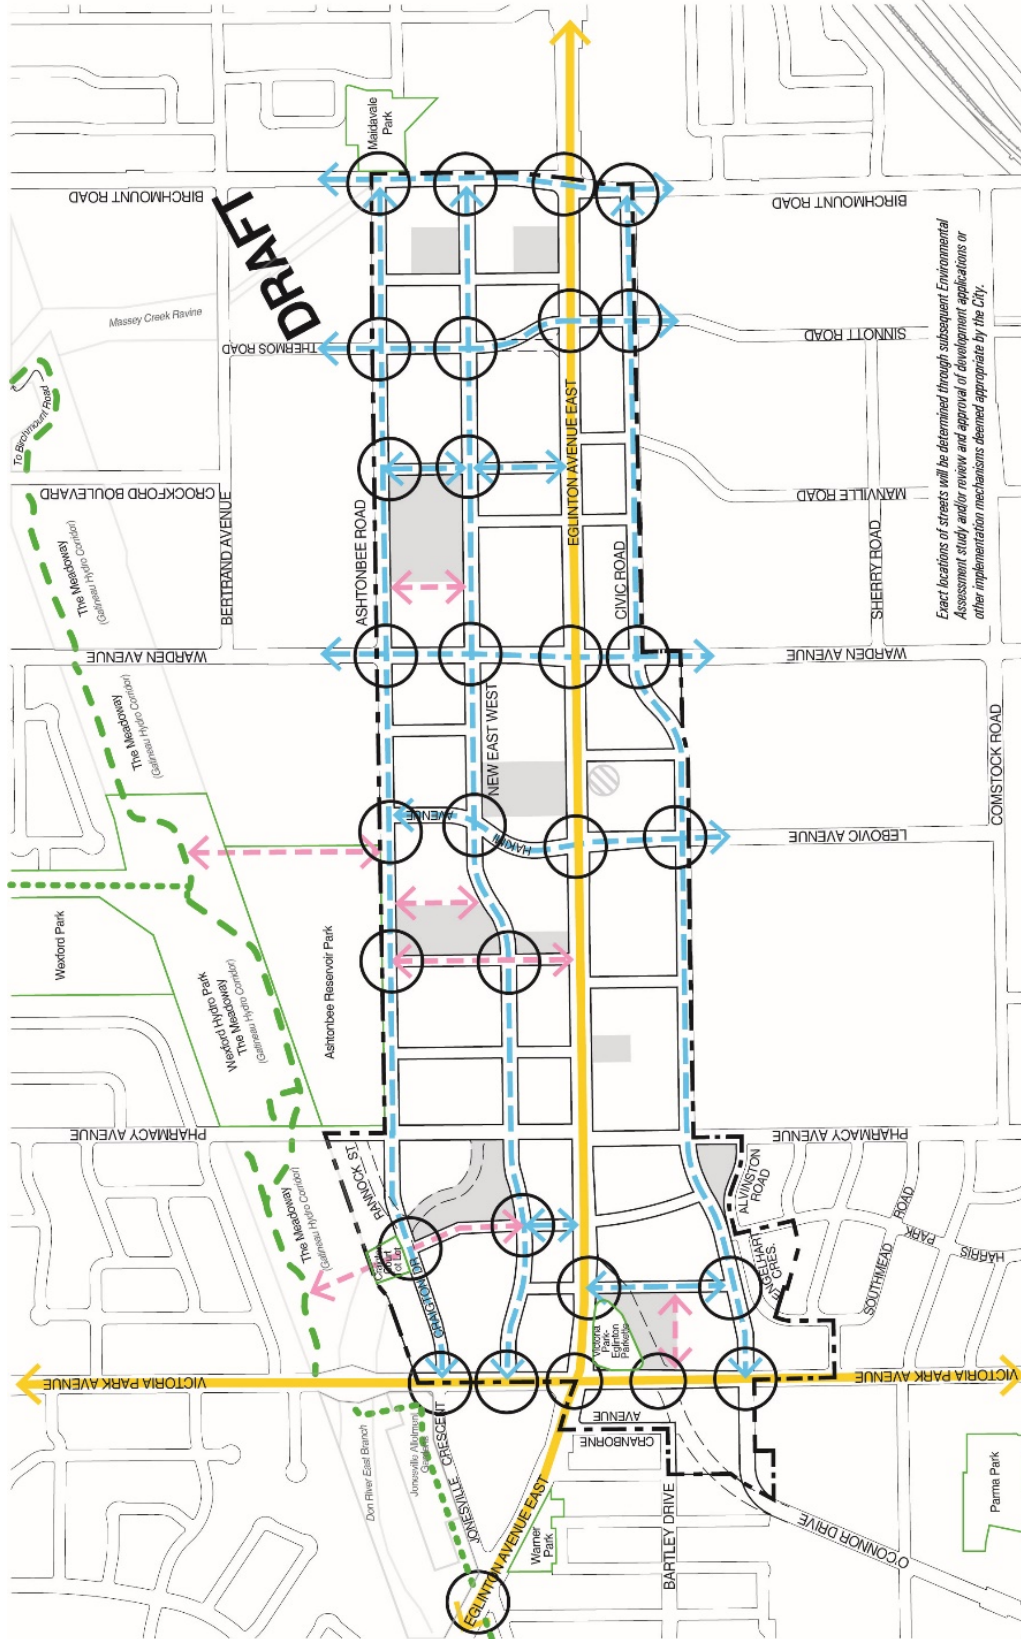 Maidavale
Park
BIRCHMOUNT ROAD
BIRCHMOUNT ROAD
DRAFT
Massey Creek Ravine
THERMOS ROAD
SINNOTT ROAD
Exact locations of streets will be determined through subsequent Environmental
Assessment study and/or review and approval of development applications or
other implementation mechanisms deemed appropriate by the City.
To Birchmount Road
CROCKFORD BOULEVARD
BERTRAND AVENUE
ASHTONBEE ROAD
EGLINTON AVENUE EAST
CIVIC ROAD
MANVILLE ROAD
SHERRY ROAD
The Meadoway
(Gatineau Hydro Corridor)
WARDEN AVENUE
WARDEN AVENUE
The Meadoway
(Gatineau Hydro Corridor)
NEW EAST WEST
COMSTOCK ROAD
HAKIMI
AVENUE
LEBOVIC AVENUE
Wexford Park
Ashtonbee Reservoir Park
Wexford Hydro Park
The Meadoway
(Gatineau Hydro Corridor)
PHARMACY AVENUE
PHARMACY AVENUE
RANNOCK ST
The Meadoway
(Gatineau Hydro Corridor)
CRAIGTON DR
ALVINSTON
ROAD
ENGELHART
CRES.
SOUTHMEAD
ROAD
HARRIS
PARK
Victoria
Park-
Eglinton
Parkette
VICTORIA PARK AVENUE
VICTORIA PARK AVENUE
Don River East Branch
Jonesville Allotment
Gardens
JONESVILLE CRESCENT
CRANBORNE
AVENUE
EGLINTON AVENUE EAST
Warner
Park
BARTLEY DRIVE
O'CONNOR DRIVE
Parma Park